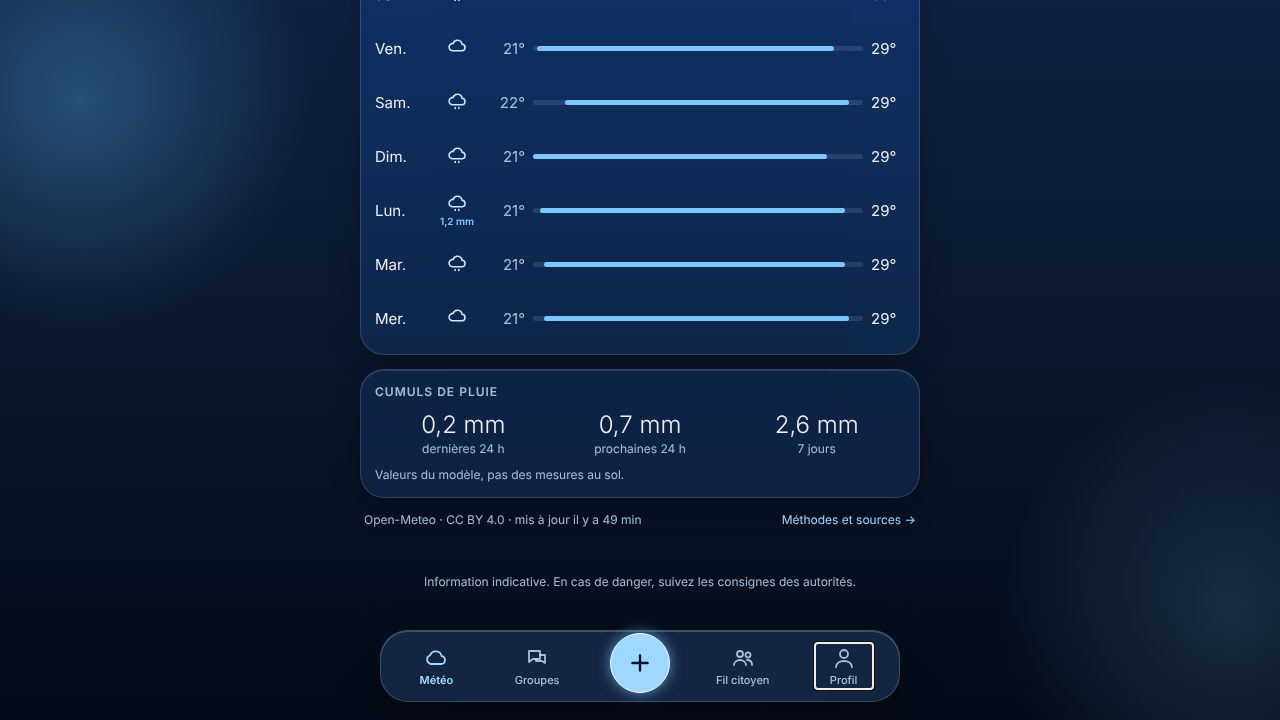 Ven. 21° 29°
Sam. 22° 29°
Dim. 21° 29°
Lun. 1,2 mm 21° 29°
Mar. 21° 29°
Mer. 21° 29°
CUMULS DE PLUIE
0,2 mm 0,7 mm 2,6 mm
dernières 24 h prochaines 24 h 7 jours
Valeurs du modèle, pas des mesures au sol.
Open-Meteo · CC BY 4.0 · mis à jour il y a 49 min Méthodes et sources →
Information indicative. En cas de danger, suivez les consignes des autorités.
Météo Groupes + Fil citoyen Profil